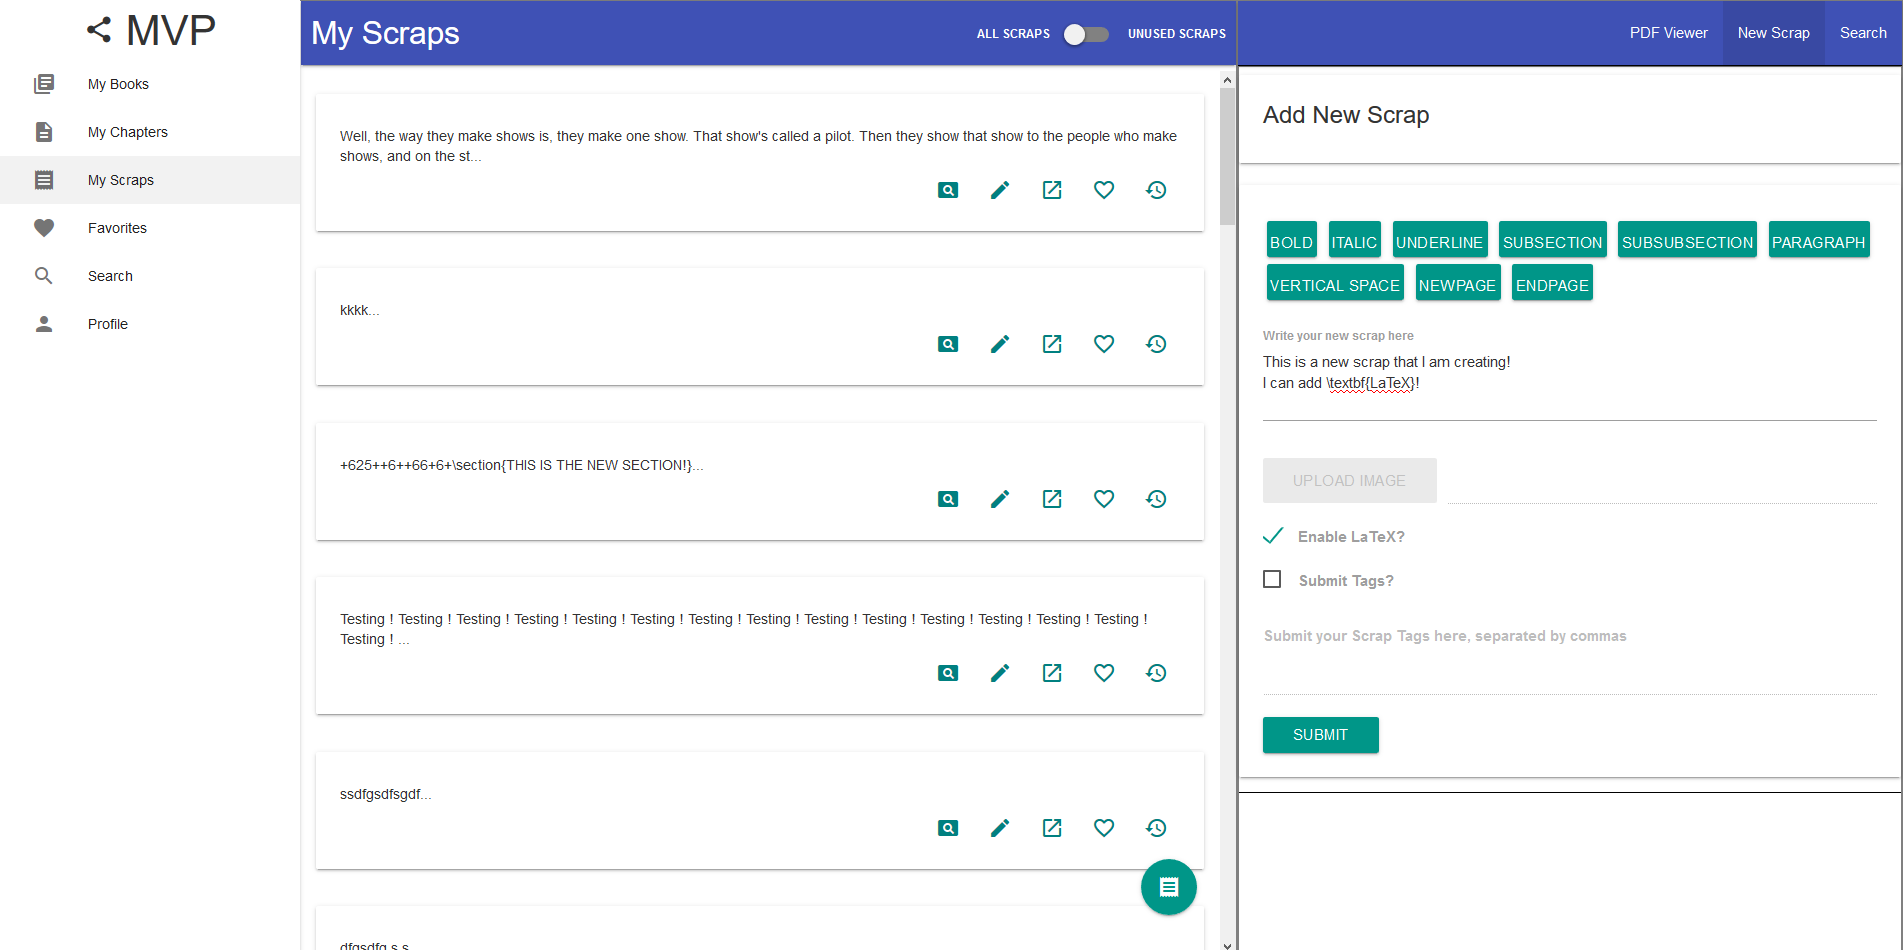 MVP
My Books
My Chapters
My Scraps
Favorites
Search
Profile
My Scraps
ALL SCRAPS
UNUSED SCRAPS
Well, the way they make shows is, they make one show. That show's called a pilot. Then they show that show to the people who make
shows, and on the st...
kkkk...
+625++6++66+6+\section{THIS IS THE NEW SECTION!}...
Testing ! Testing ! Testing ! Testing ! Testing ! Testing ! Testing ! Testing ! Testing ! Testing ! Testing ! Testing ! Testing ! Testing !
Testing ! ...
ssdfgsdfsgdf...
dfgsdfg s s
PDF Viewer
New Scrap
Search
Add New Scrap
BOLD ITALIC UNDERLINE SUBSECTION SUBSUBSECTION PARAGRAPH
VERTICAL SPACE NEWPAGE ENDPAGE
Write your new scrap here
This is a new scrap that I am creating!
I can add \textbf{LaTeX}!
UPLOAD IMAGE
Enable LaTeX?
Submit Tags?
Submit your Scrap Tags here, separated by commas
SUBMIT